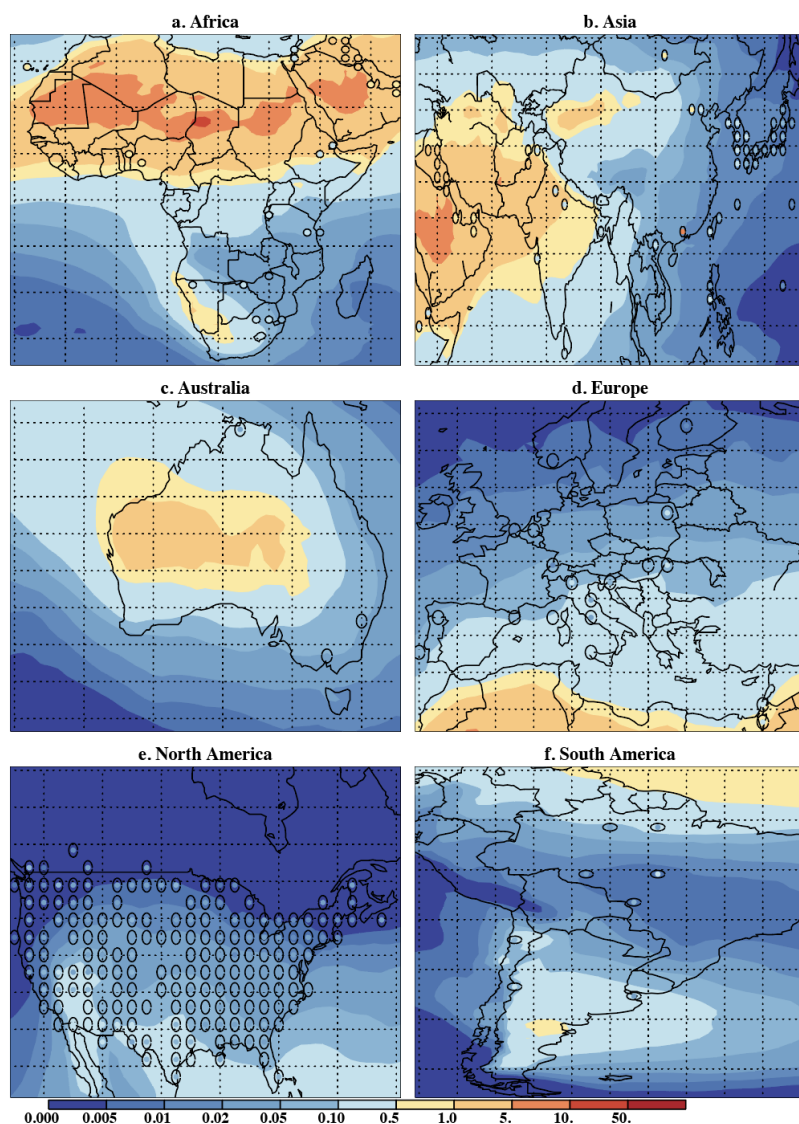 a. Africa
b. Asia
c. Australia
d. Europe
e. North America
f. South America
0.000 0.005 0.01 0.02 0.05 0.10 0.5 1.0 5. 10. 50.